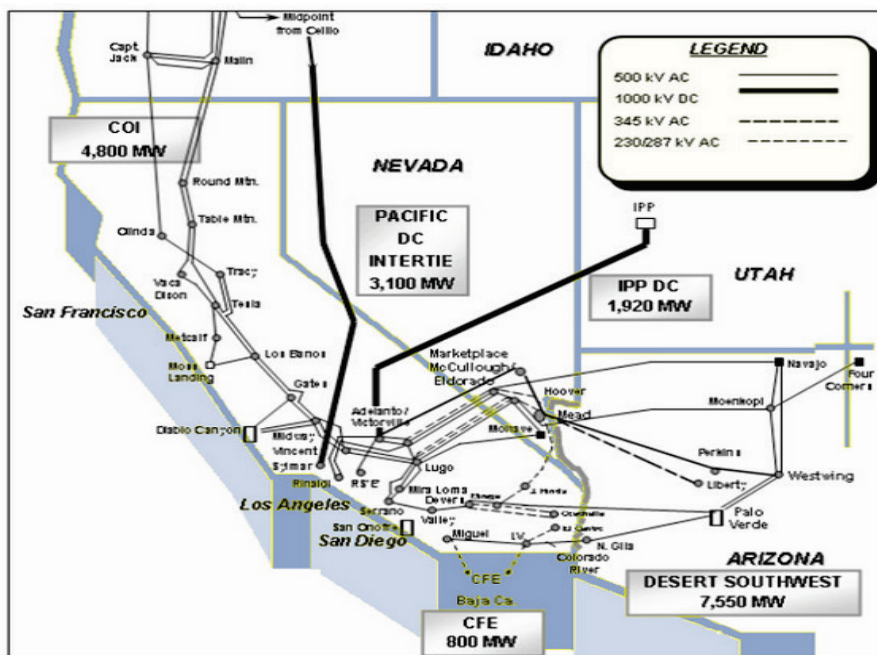 Midpoint
from Celilo
Capt.
Jack
Malin
IDAHO
LEGEND
500 kV AC
1000 kV DC
345 kV AC
230/287 kV AC
COI
4,800 MW
NEVADA
Round Mtn.
Table Mtn.
Olinda
PACIFIC
DC
INTERTIE
3,100 MW
IPP
IPP DC
1,920 MW
UTAH
Tracy
Vaca
Dixon
Tesla
San Francisco
Metcalf
Moss
Landing
Los Banos
Gates
Marketplace
McCullough/
Eldorado
Hoover
Mead
Navajo
Four
Corners
Moenkopi
Adelanto/
Victorville
Diablo Canyon
Midway
Vincent
Mohave
Sylmar
Rinaldi
RS'E'
Lugo
Perkins
Liberty
Westwing
Mira Loma
Devers
Los Angeles
Serrano
Valley
San Onofre
San Diego
Miguel
I.V.
N. Gila
Palo
Verde
Colorado
River
ARIZONA
DESERT SOUTHWEST
7,550 MW
CFE
Baja Ca.
CFE
800 MW